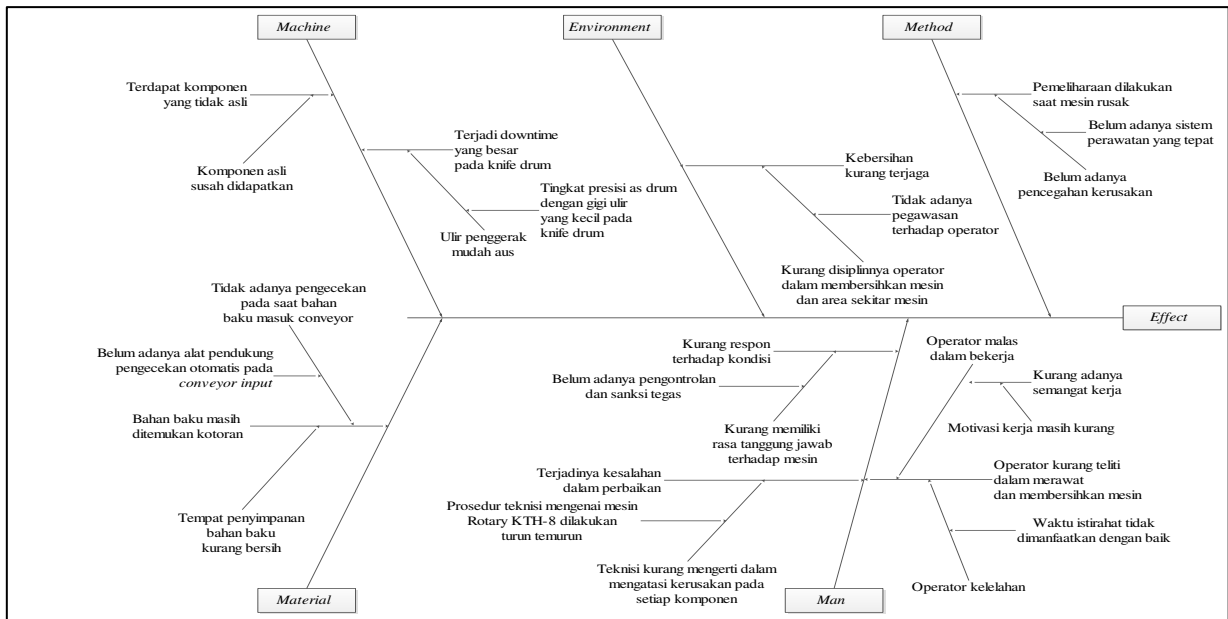 Machine
Environment
Method
Terdapat komponen
yang tidak asli
Komponen asli
susah didapatkan
Terjadi downtime
yang besar
pada knife drum
Tingkat presisi as drum
dengan gigi ulir
yang kecil pada
knife drum
Ulir penggerak
mudah aus
Kebersihan
kurang terjaga
Tidak adanya
pegawasan
terhadap operator
Kurang disiplinnya operator
dalam membersihkan mesin
dan area sekitar mesin
Pemeliharaan dilakukan
saat mesin rusak
Belum adanya sistem
perawatan yang tepat
Belum adanya
pencegahan kerusakan
Effect
Tidak adanya pengecekan
pada saat bahan
baku masuk conveyor
Belum adanya alat pendukung
pengecekan otomatis pada
conveyor input
Bahan baku masih
ditemukan kotoran
Tempat penyimpanan
bahan baku
kurang bersih
Kurang respon
terhadap kondisi
Belum adanya pengontrolan
dan sanksi tegas
Kurang memiliki
rasa tanggung jawab
terhadap mesin
Terjadinya kesalahan
dalam perbaikan
Prosedur teknisi mengenai mesin
Rotary KTH-8 dilakukan
turun temurun
Teknisi kurang mengerti dalam
mengatasi kerusakan pada
setiap komponen
Operator malas
dalam bekerja
Kurang adanya
semangat kerja
Motivasi kerja masih kurang
Operator kurang teliti
dalam merawat
dan membersihkan mesin
Waktu istirahat tidak
dimanfaatkan dengan baik
Operator kelelahan
Material
Man